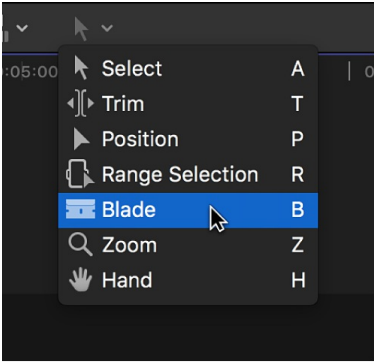 :05:00
0
Select A
Trim T
Position P
Range Selection R
Blade B
Zoom Z
Hand H